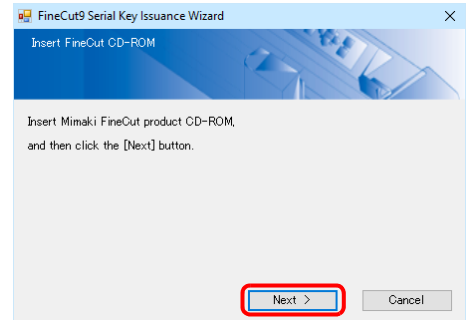 FineCut9 Serial Key Issuance Wizard
Insert FineCut CD-ROM
Insert Mimaki FineCut product CD-ROM,
and then click the [Next] button.
Next >
Cancel